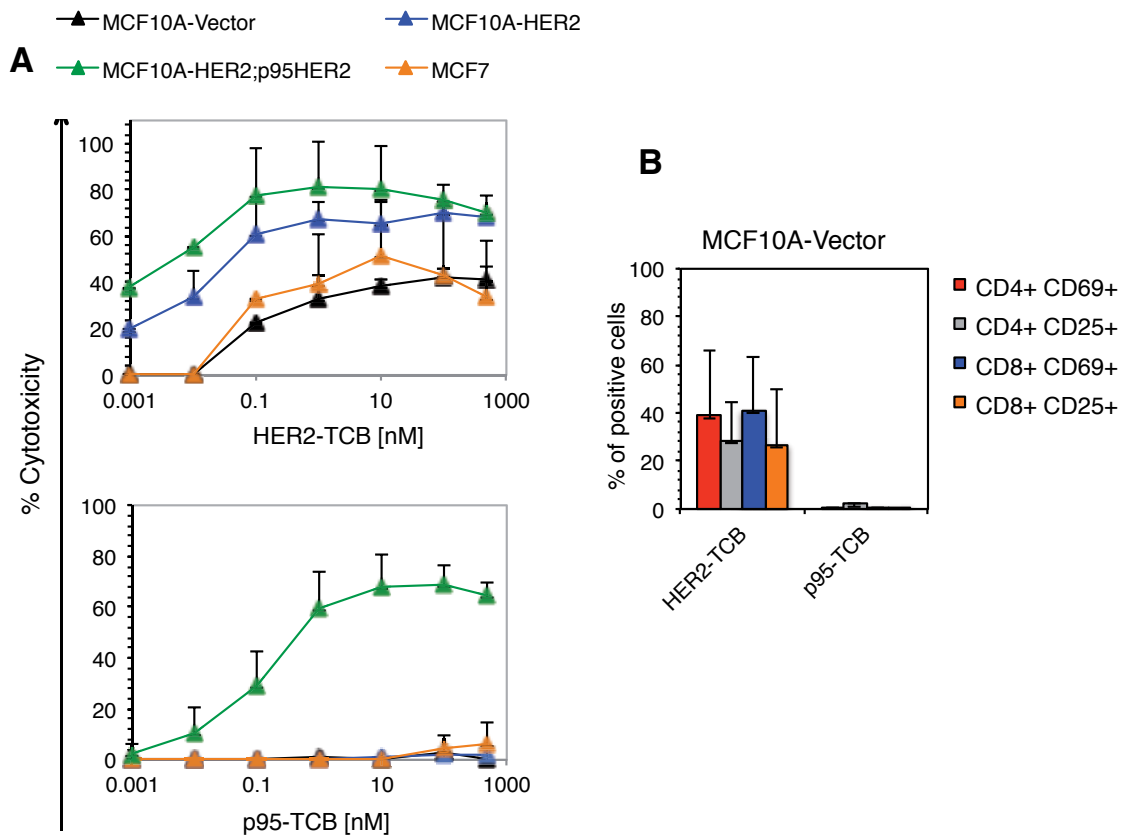 MCF10A-Vector
MCF10A-HER2
A
MCF10A-HER2;p95HER2
MCF7
% Cytotoxicity
100
80
60
40
20
0
0.001
0.1
10
1000
HER2-TCB [nM]
100
80
60
40
20
0
0.001
0.1
10
1000
p95-TCB [nM]
B
MCF10A-Vector
% of positive cells
100
80
60
40
20
0
HER2-TCB
p95-TCB
CD4+ CD69+
CD4+ CD25+
CD8+ CD69+
CD8+ CD25+